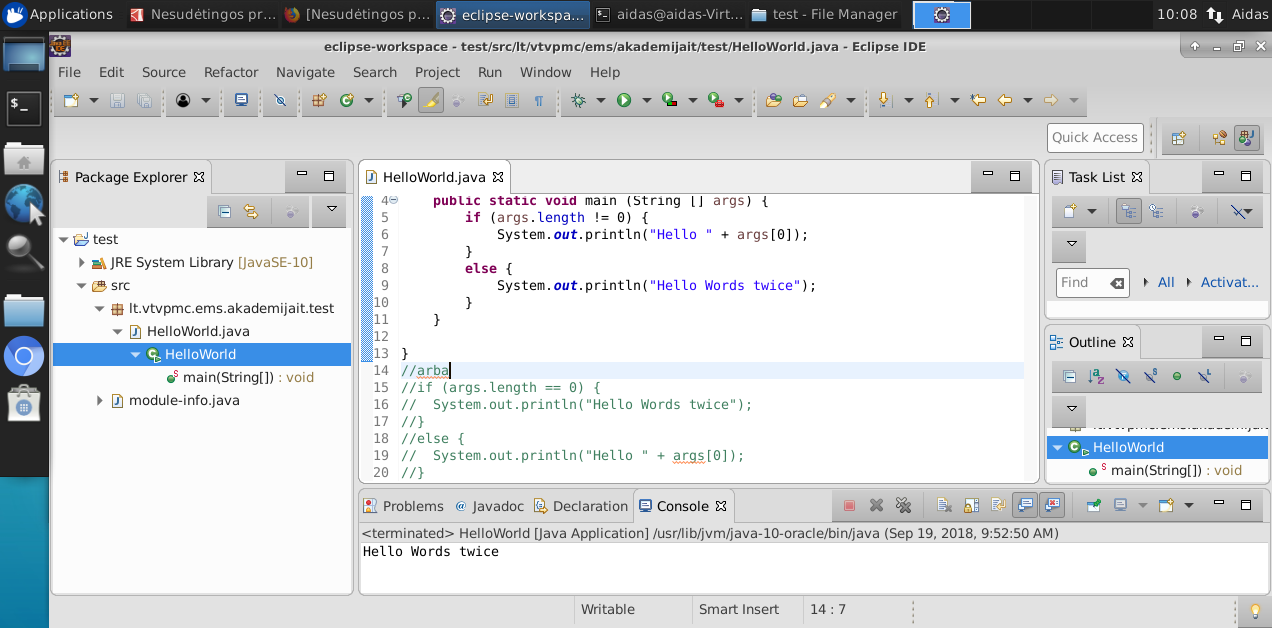 Applications Nesudėtingos pr... [Nesudėtingos p... eclipse-workspa... aidas@aidas-Virt... test - File Manager 10:08 Aidas
eclipse-workspace - test/src/lt/vtvpmc/ems/akademijait/test/HelloWorld.java - Eclipse IDE
File Edit Source Refactor Navigate Search Project Run Window Help
Quick Access
Package Explorer
test
JRE System Library [JavaSE-10]
src
lt.vtvpmc.ems.akademijait.test
HelloWorld.java
HelloWorld
main(String[]) : void
module-info.java
HelloWorld.java
4 public static void main (String [] args) {
5 if (args.length != 0) {
6 System.out.println("Hello " + args[0]);
7 }
8 else {
9 System.out.println("Hello Words twice");
10 }
11 }
12
13 }
14 //arba
15 //if (args.length == 0) {
16 //  System.out.println("Hello Words twice");
17 //}
18 //else {
19 //  System.out.println("Hello " + args[0]);
20 //}
Task List
Find All Activat...
Outline
HelloWorld
main(String[]) : void
Problems @ Javadoc Declaration Console
<terminated> HelloWorld [Java Application] /usr/lib/jvm/java-10-oracle/bin/java (Sep 19, 2018, 9:52:50 AM)
Hello Words twice
Writable Smart Insert 14 : 7